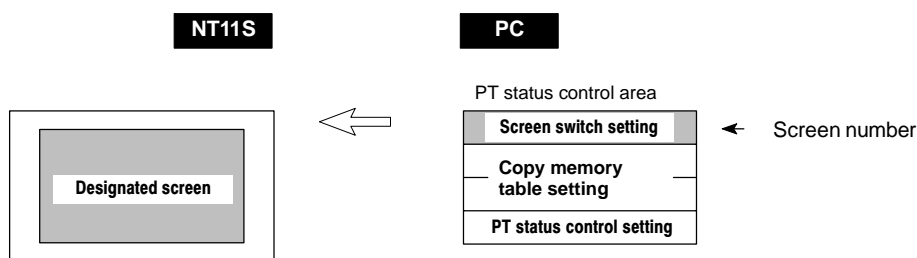 NT11S
PC
PT status control area
Screen switch setting
Screen number
Copy memory
table setting
Designated screen
PT status control setting